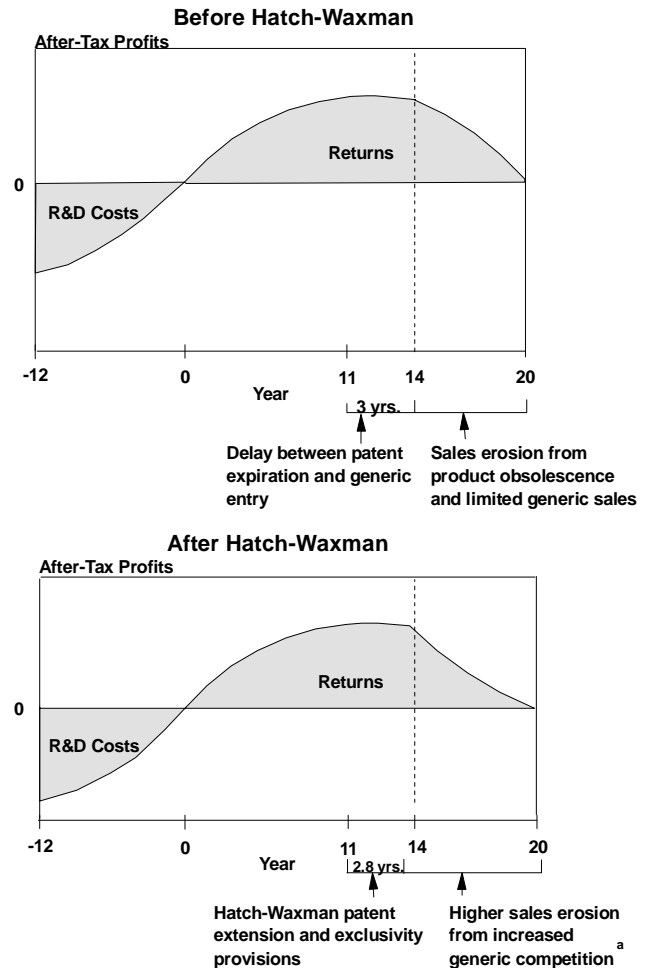 Before Hatch-Waxman
After-Tax Profits
Returns
0
R&D Costs
-12
0
11
14
20
Year
3 yrs.
Delay between patent
expiration and generic
entry
Sales erosion from
product obsolescence
and limited generic sales
After Hatch-Waxman
After-Tax Profits
Returns
0
R&D Costs
-12
0
11
14
20
Year
2.8 yrs.
Hatch-Waxman patent
extension and exclusivity
provisions
Higher sales erosion
from increased
generic competition a